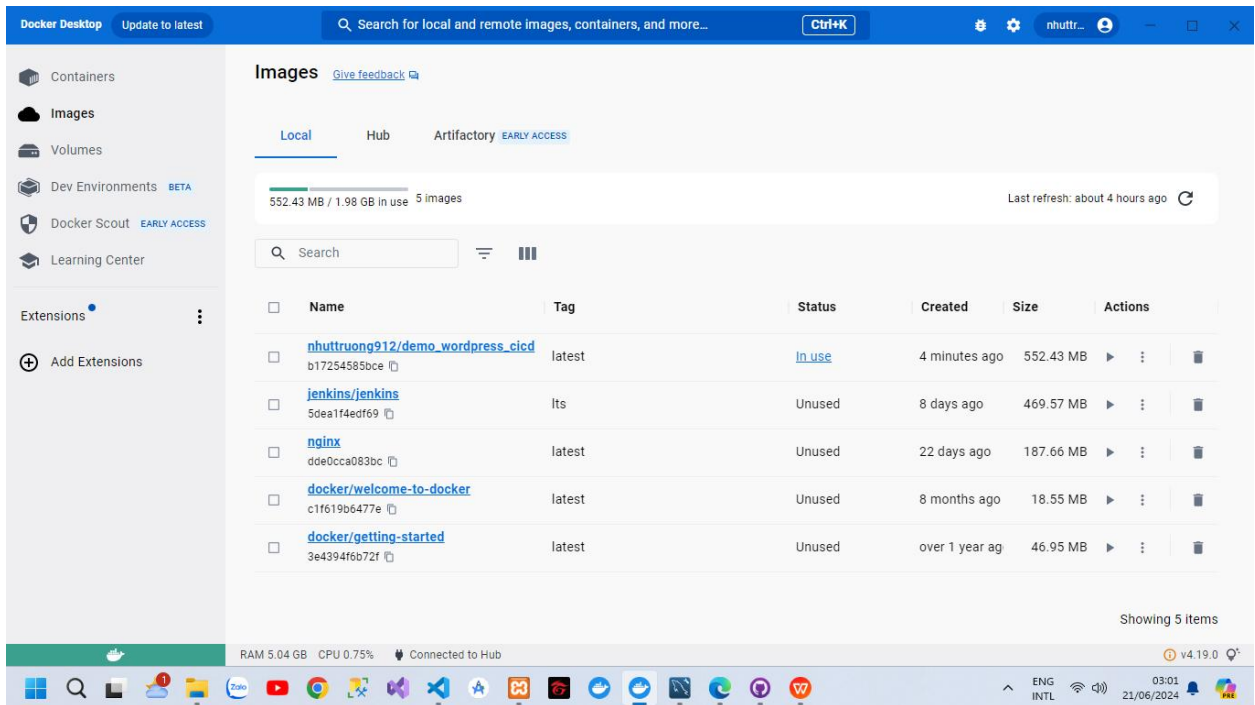 Docker Desktop Update to latest Search for local and remote images, containers, and more... Ctrl+K nhuttr...
Containers
Images
Volumes
Dev Environments BETA
Docker Scout EARLY ACCESS
Learning Center
Extensions
Add Extensions
Images Give feedback
Local Hub Artifactory EARLY ACCESS
552.43 MB / 1.98 GB in use 5 images Last refresh: about 4 hours ago
Search
Name Tag Status Created Size Actions
nhuttruong912/demo_wordpress_cicd latest In use 4 minutes ago 552.43 MB
b17254585bce
jenkins/jenkins lts Unused 8 days ago 469.57 MB
5dea1f4edf69
nginx latest Unused 22 days ago 187.66 MB
dde0cca083bc
docker/welcome-to-docker latest Unused 8 months ago 18.55 MB
c1f619b6477e
docker/getting-started latest Unused over 1 year ag 46.95 MB
3e4394f6b72f
Showing 5 items
RAM 5.04 GB CPU 0.75% Connected to Hub v4.19.0
1 Zalo ENG INTL 03:01 21/06/2024 PRE